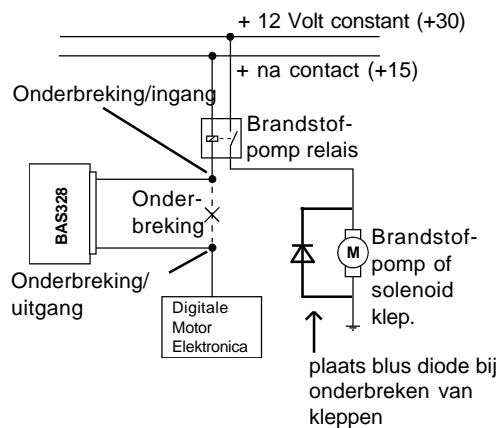 + 12 Volt constant (+30)
+ na contact (+15)
Onderbreking/ingang
Brandstof-
pomp relais
BAS328
Onder-
breking
Onderbreking/
uitgang
Digitale
Motor
Elektronica
M
Brandstof-
pomp of
solenoid
klep.
plaats blus diode bij
onderbreken van
kleppen